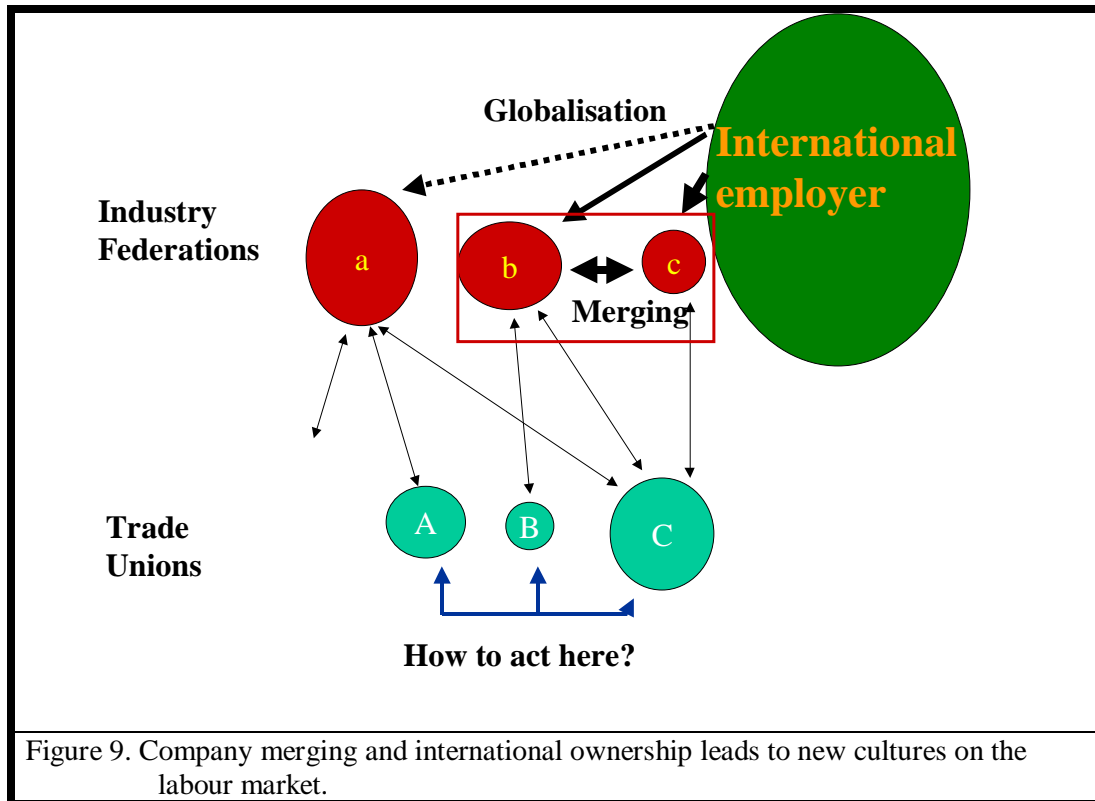 Globalisation
International
employer
Industry
Federations
a
b
c
Merging
Trade
Unions
A
B
C
How to act here?
Figure 9. Company merging and international ownership leads to new cultures on the
labour market.